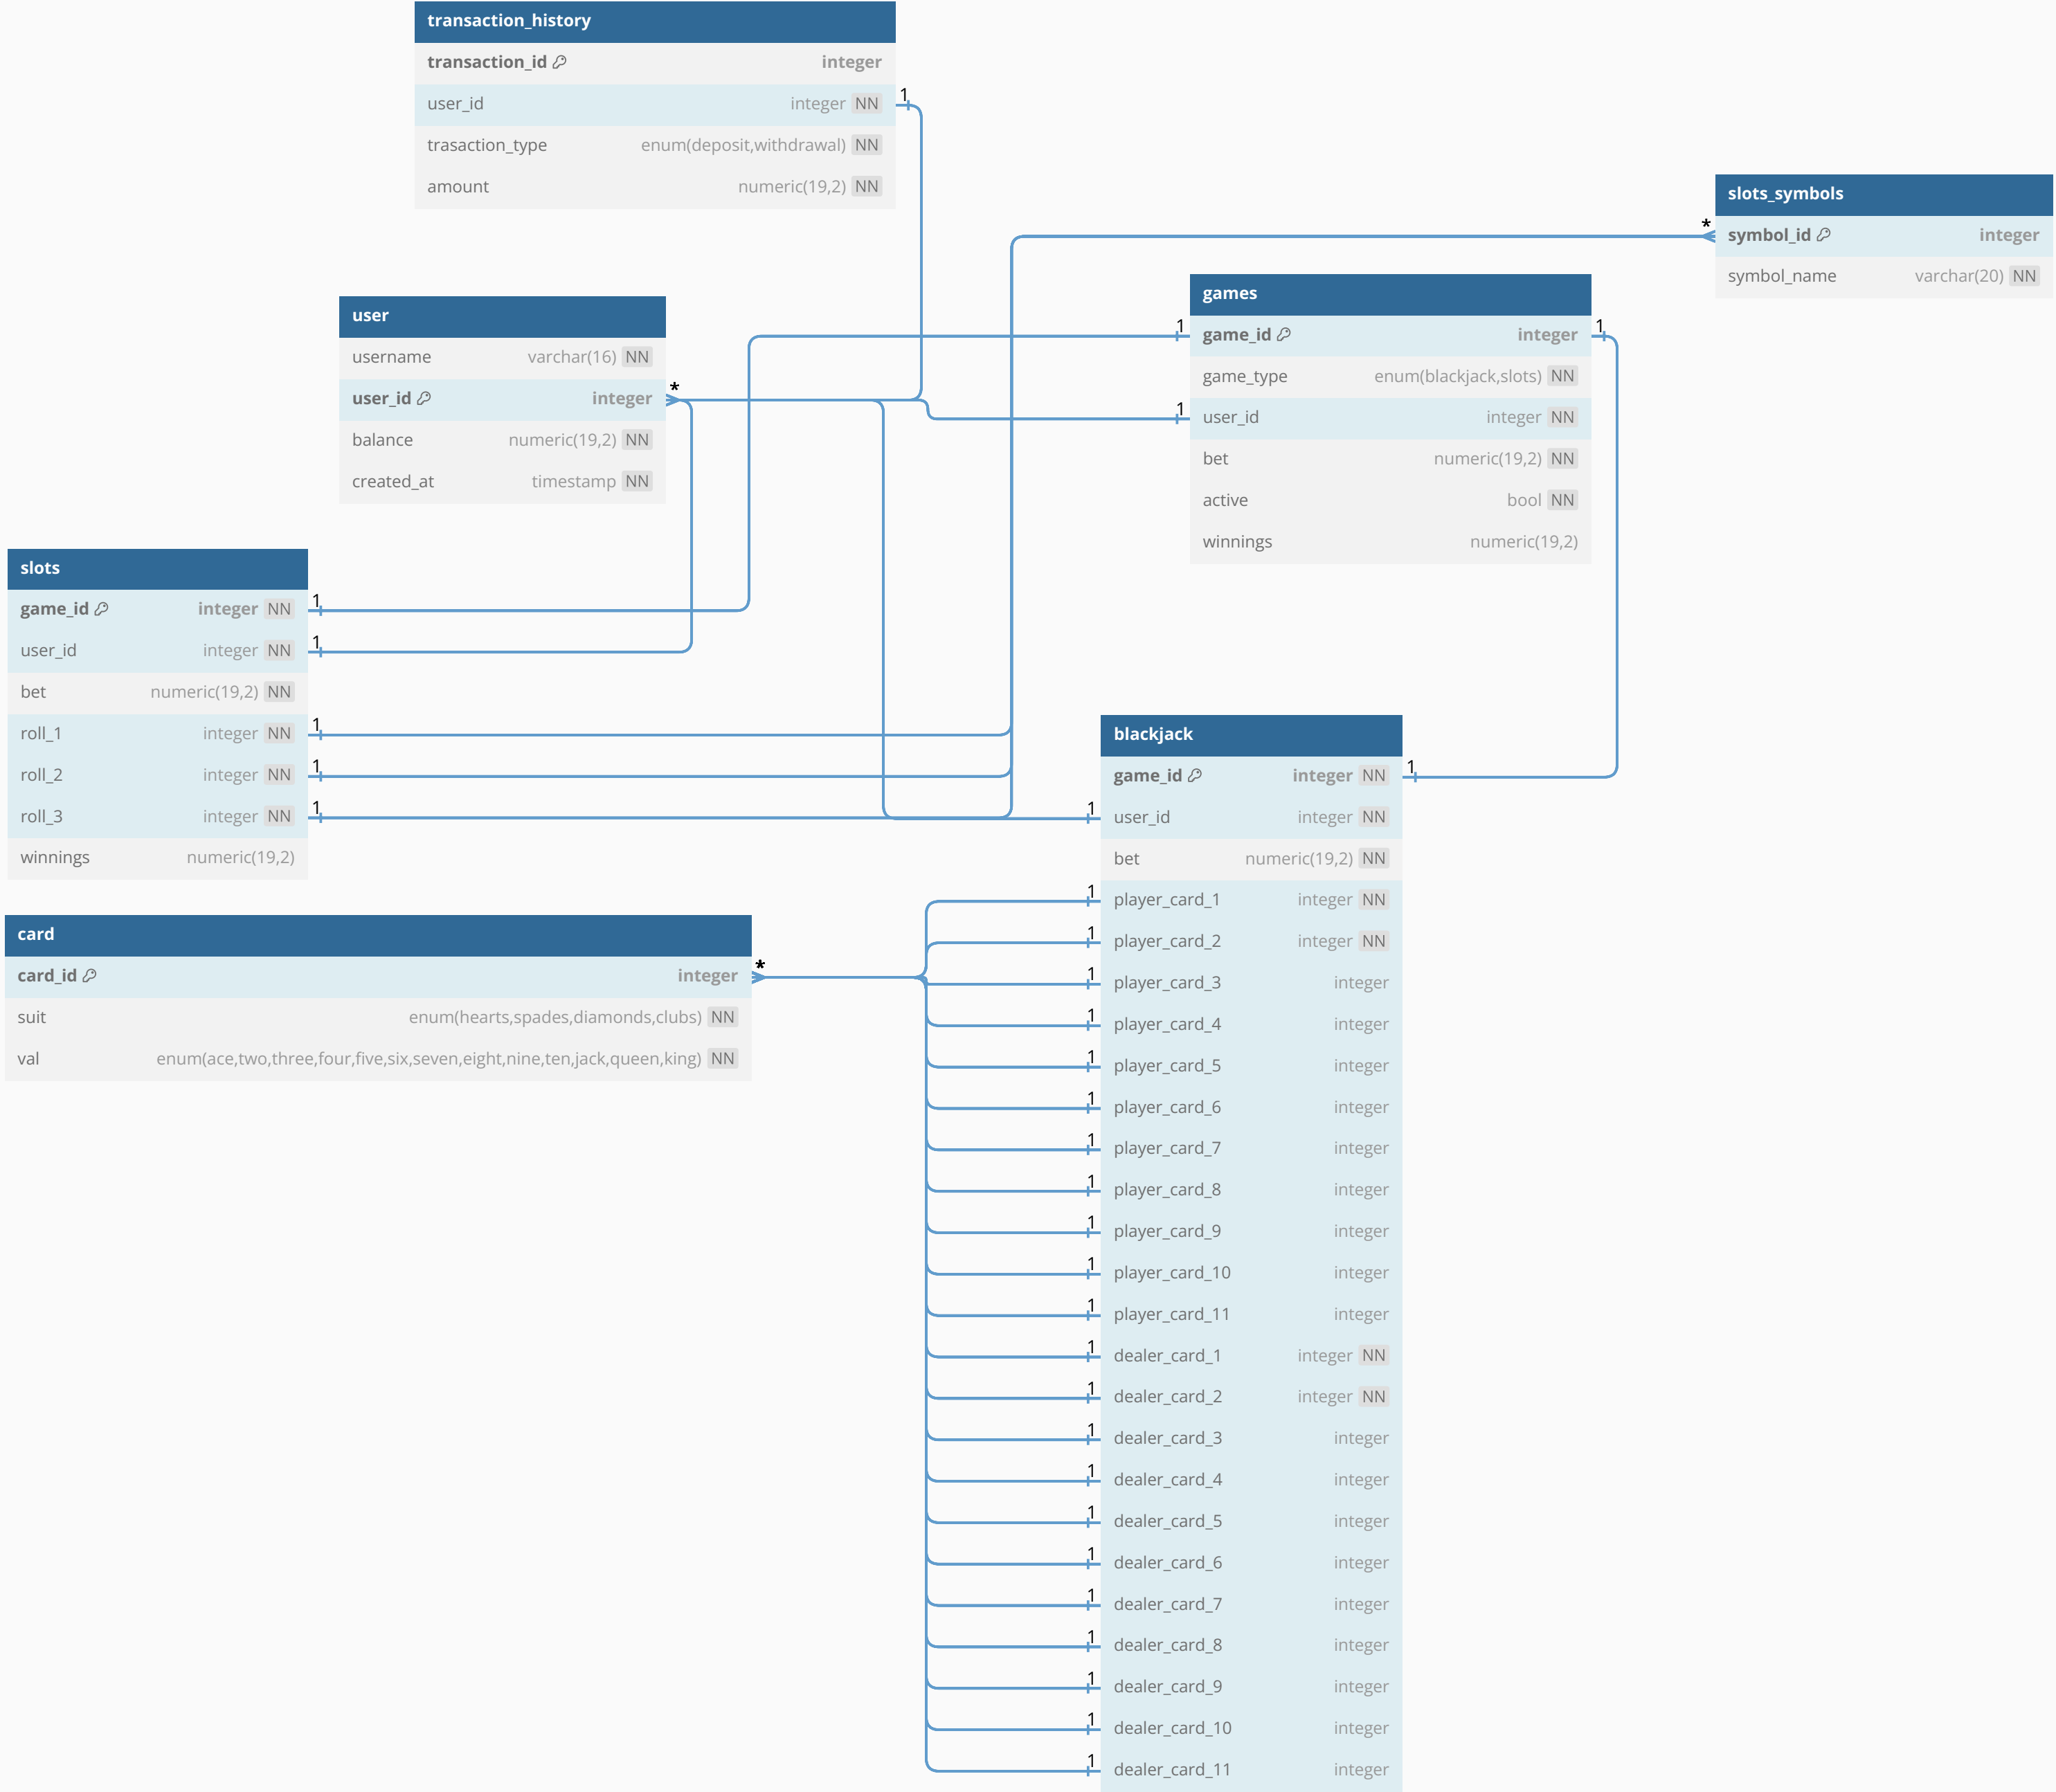 transaction_history
transaction_id integer
user_id integer NN 1
trasaction_type enum(deposit,withdrawal) NN
amount numeric(19,2) NN
slots_symbols
* symbol_id integer
symbol_name varchar(20) NN
games
1 game_id integer 1
game_type enum(blackjack,slots) NN
1 user_id integer NN
bet numeric(19,2) NN
active bool NN
winnings numeric(19,2)
user
username varchar(16) NN
user_id integer *
balance numeric(19,2) NN
created_at timestamp NN
slots
game_id integer NN 1
user_id integer NN 1
bet numeric(19,2) NN
roll_1 integer NN 1
roll_2 integer NN 1
roll_3 integer NN 1
winnings numeric(19,2)
card
card_id integer *
suit enum(hearts,spades,diamonds,clubs) NN
val enum(ace,two,three,four,five,six,seven,eight,nine,ten,jack,queen,king) NN
blackjack
game_id integer NN 1
1 user_id integer NN
bet numeric(19,2) NN
1 player_card_1 integer NN
1 player_card_2 integer NN
1 player_card_3 integer
1 player_card_4 integer
1 player_card_5 integer
1 player_card_6 integer
1 player_card_7 integer
1 player_card_8 integer
1 player_card_9 integer
1 player_card_10 integer
1 player_card_11 integer
1 dealer_card_1 integer NN
1 dealer_card_2 integer NN
1 dealer_card_3 integer
1 dealer_card_4 integer
1 dealer_card_5 integer
1 dealer_card_6 integer
1 dealer_card_7 integer
1 dealer_card_8 integer
1 dealer_card_9 integer
1 dealer_card_10 integer
1 dealer_card_11 integer